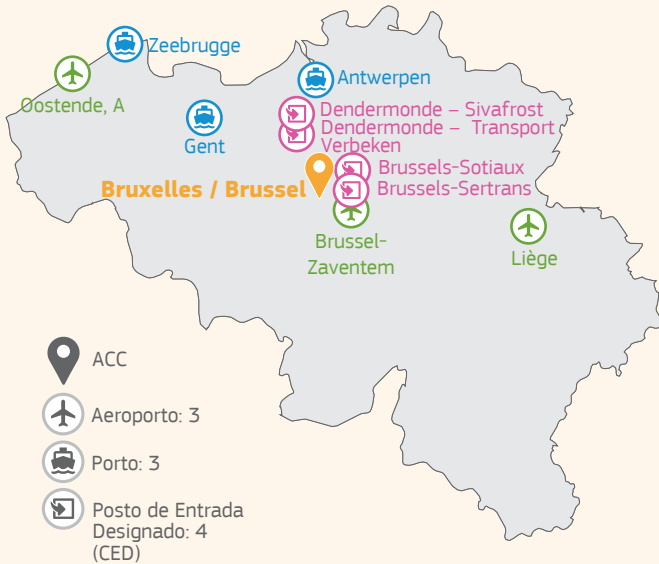 Zeebrugge
Oostende, A
Antwerpen
Gent
Dendermonde – Sivafrost
Dendermonde – Transport
Verbeken
Brussels-Sotiaux
Bruxelles / Brussel
Brussels-Sertrans
Brussel-
Zaventem
Liège
ACC
Aeroporto: 3
Porto: 3
Posto de Entrada
Designado: 4
(CED)